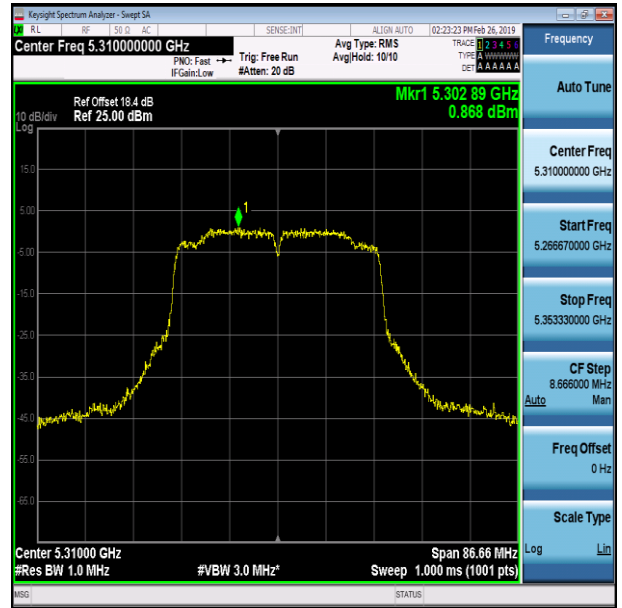 Keysight Spectrum Analyzer - Swept SA
LXI RL RF 50 Ω AC SENSE:INT ALIGN AUTO 02:23:23 PM Feb 26, 2019
Center Freq 5.310000000 GHz
PNO: Fast
IFGain:Low
Trig: Free Run
#Atten: 20 dB
Avg Type: RMS
Avg|Hold: 10/10
TRACE 1 2 3 4 5 6
TYPE A WWWWW
DET A A A A A A
Ref Offset 18.4 dB
Ref 25.00 dBm
10 dB/div
Log
Mkr1 5.302 89 GHz
0.868 dBm
1
15.0
5.00
-5.00
-15.0
-25.0
-35.0
-45.0
-55.0
-65.0
Center 5.31000 GHz
#Res BW 1.0 MHz
#VBW 3.0 MHz*
Span 86.66 MHz
Sweep 1.000 ms (1001 pts)
MSG
STATUS
Frequency
Auto Tune
Center Freq
5.310000000 GHz
Start Freq
5.266670000 GHz
Stop Freq
5.353330000 GHz
CF Step
8.666000 MHz
Auto Man
Freq Offset
0 Hz
Scale Type
Log Lin